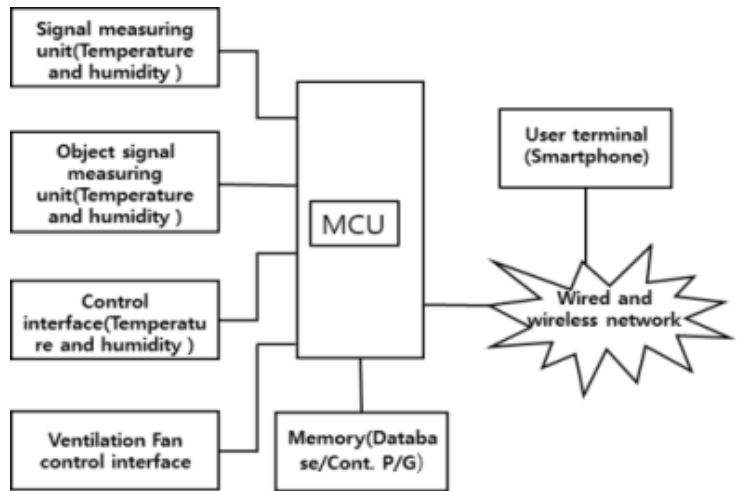 Signal measuring
unit(Temperature
and humidity )
Object signal
measuring
unit(Temperature
and humidity )
Control
interface(Temperatu
re and humidity )
Ventilation Fan
control interface
MCU
Memory(Databa
se/Cont. P/G)
User terminal
(Smartphone)
Wired and
wireless network